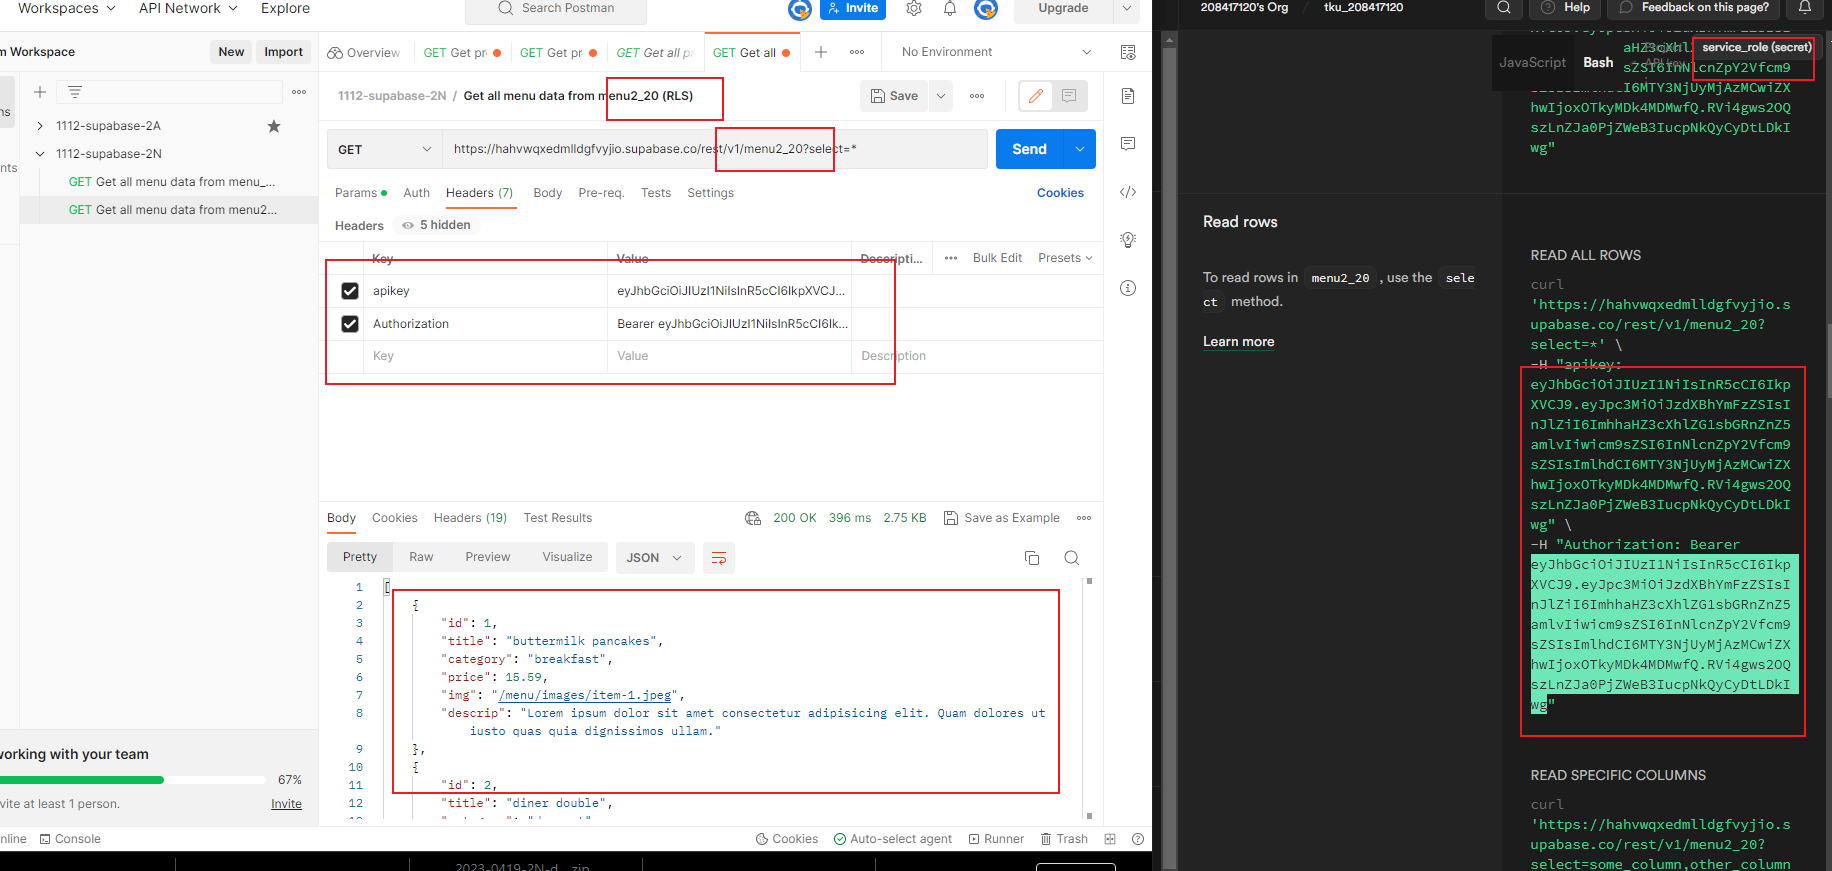 Workspaces
API Network
Explore
Search Postman
Invite
Upgrade
m Workspace
New
Import
Overview
GET Get pr
GET Get pr
GET Get all pr
GET Get all
No Environment
1112-supabase-2A
1112-supabase-2N
GET Get all menu data from menu_...
GET Get all menu data from menu2...
1112-supabase-2N / Get all menu data from menu2_20 (RLS)
Save
GET
https://hahvwqxedmlldgfvyjio.supabase.co/rest/v1/menu2_20?select=*
Send
Params
Auth
Headers (7)
Body
Pre-req.
Tests
Settings
Cookies
Headers
5 hidden
Key
Value
Descripti...
Bulk Edit
Presets
apikey
eyJhbGciOiJIUzI1NiIsInR5cCI6IkpXVCJ...
Authorization
Bearer eyJhbGciOiJIUzI1NiIsInR5cCI6Ik...
Key
Value
Description
Body
Cookies
Headers (19)
Test Results
200 OK
396 ms
2.75 KB
Save as Example
Pretty
Raw
Preview
Visualize
JSON
1 [
2 {
3 "id": 1,
4 "title": "buttermilk pancakes",
5 "category": "breakfast",
6 "price": 15.59,
7 "img": "/menu/images/item-1.jpeg",
8 "descrip": "Lorem ipsum dolor sit amet consectetur adipisicing elit. Quam dolores ut
iusto quas quia dignissimos ullam."
9 },
10 {
11 "id": 2,
12 "title": "diner double",
working with your team
67%
vite at least 1 person.
Invite
nline
Console
Cookies
Auto-select agent
Runner
Trash
2023-0419-2N-d
zip
208417120's Org / tku_208417120
Help
Feedback on this page?
JavaScript
Bash
service_role (secret)
sZSI6InNlcnZpY2Vfcm9
I6MTY3NjUyMjAzMCwiZX
hwIjoxOTkyMDk4MDMwfQ.RVi4gws2OQ
szLnZJa0PjZWeB3IucpNkQyCyDtLDkI
wg"
Read rows
To read rows in menu2_20 , use the sele
ct method.
Learn more
READ ALL ROWS
curl
'https://hahvwqxedmlldgfvyjio.s
upabase.co/rest/v1/menu2_20?
select=*' \
-H "apikey:
eyJhbGciOiJIUzI1NiIsInR5cCI6Ikp
XVCJ9.eyJpc3MiOiJzdXBhYmFzZSIsI
nJlZiI6ImhhaHZ3cXhlZG1sbGRnZnZ5
amlvIiwicm9sZSI6InNlcnZpY2Vfcm9
sZSIsImlhdCI6MTY3NjUyMjAzMCwiZX
hwIjoxOTkyMDk4MDMwfQ.RVi4gws2OQ
szLnZJa0PjZWeB3IucpNkQyCyDtLDkI
wg" \
-H "Authorization: Bearer
eyJhbGciOiJIUzI1NiIsInR5cCI6Ikp
XVCJ9.eyJpc3MiOiJzdXBhYmFzZSIsI
nJlZiI6ImhhaHZ3cXhlZG1sbGRnZnZ5
amlvIiwicm9sZSI6InNlcnZpY2Vfcm9
sZSIsImlhdCI6MTY3NjUyMjAzMCwiZX
hwIjoxOTkyMDk4MDMwfQ.RVi4gws2OQ
szLnZJa0PjZWeB3IucpNkQyCyDtLDkI
wg"
READ SPECIFIC COLUMNS
curl
'https://hahvwqxedmlldgfvyjio.s
upabase.co/rest/v1/menu2_20?
select=some_column,other_column